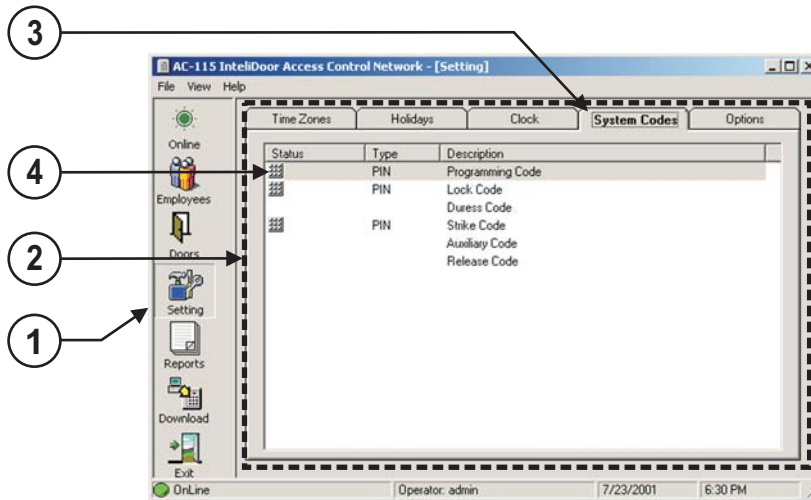 3
AC-115 InteliDoor Access Control Network - [Setting]
File View Help
Time Zones Holidays Clock System Codes Options
Online
Status Type Description
4
PIN Programming Code
PIN Lock Code
Employees
Duress Code
PIN Strike Code
Auxiliary Code
2
Doors
Release Code
Setting
1
Reports
Download
Exit
OnLine Operator: admin 7/23/2001 6:30 PM